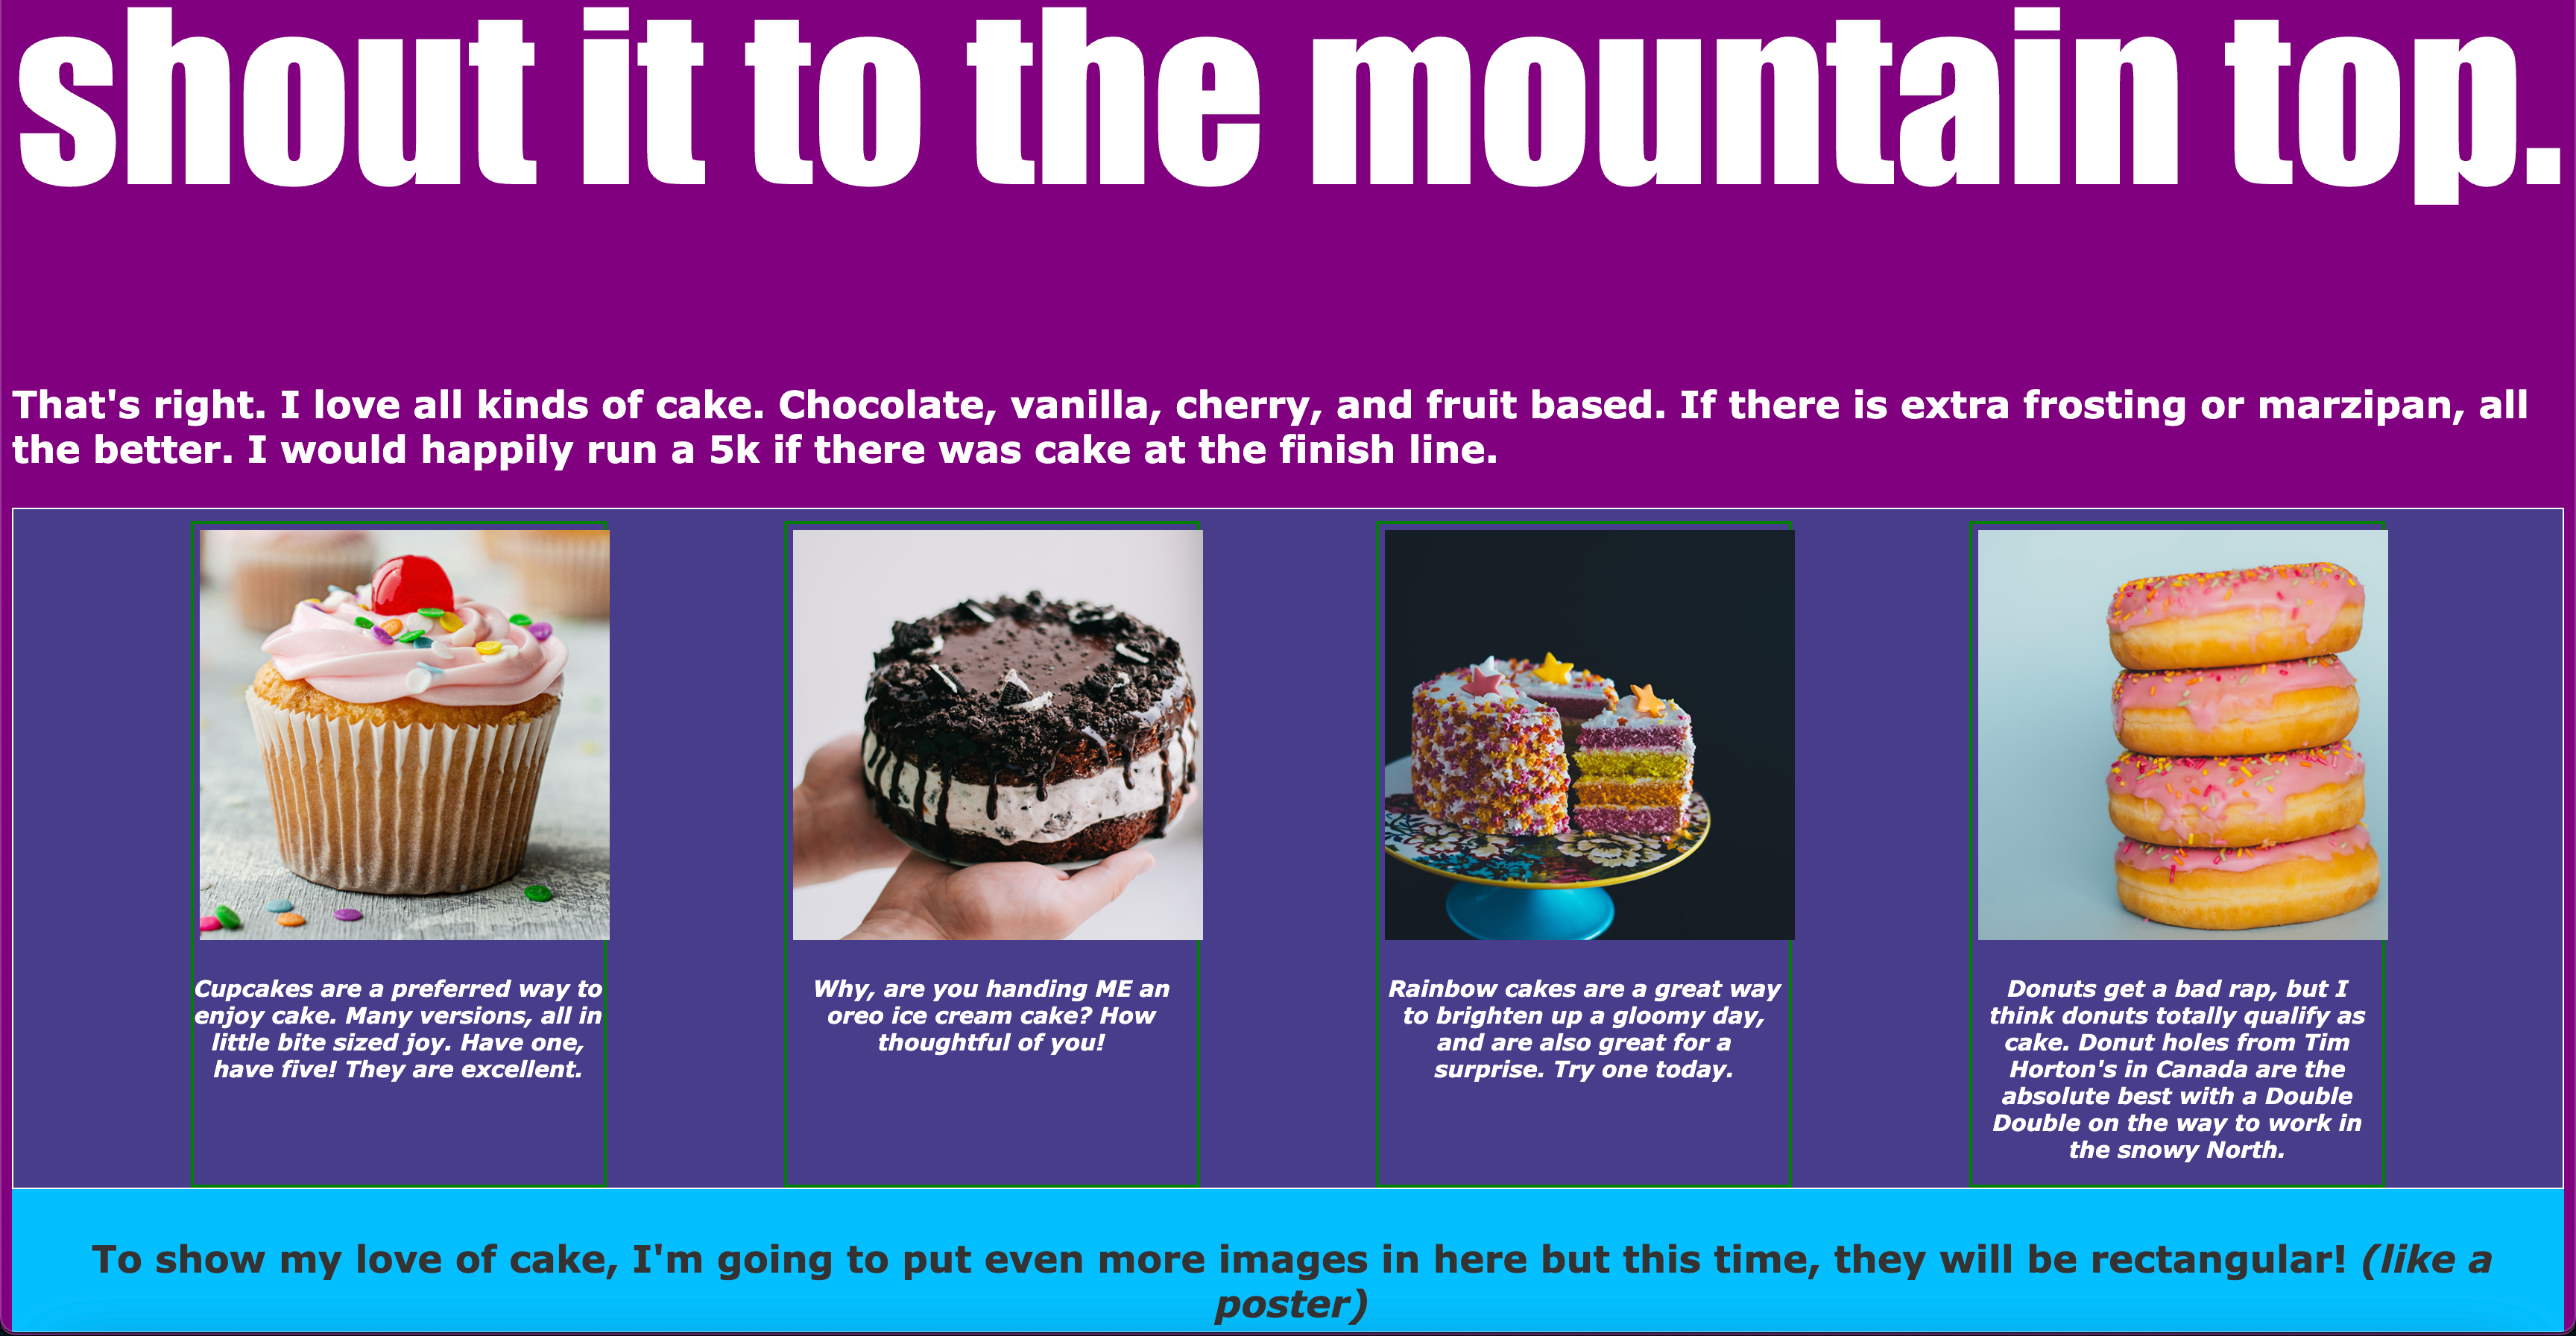 shout it to the mountain top.
That's right. I love all kinds of cake. Chocolate, vanilla, cherry, and fruit based. If there is extra frosting or marzipan, all
the better. I would happily run a 5k if there was cake at the finish line.
Cupcakes are a preferred way to
enjoy cake. Many versions, all in
little bite sized joy. Have one,
have five! They are excellent.
Why, are you handing ME an
oreo ice cream cake? How
thoughtful of you!
Rainbow cakes are a great way
to brighten up a gloomy day,
and are also great for a
surprise. Try one today.
Donuts get a bad rap, but I
think donuts totally qualify as
cake. Donut holes from Tim
Horton's in Canada are the
absolute best with a Double
Double on the way to work in
the snowy North.
To show my love of cake, I'm going to put even more images in here but this time, they will be rectangular! (like a
poster)